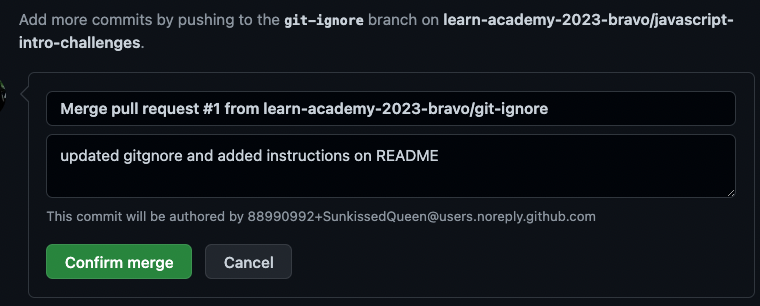 Add more commits by pushing to the git-ignore branch on learn-academy-2023-bravo/javascript-
intro-challenges.
Merge pull request #1 from learn-academy-2023-bravo/git-ignore
updated gitgnore and added instructions on README
This commit will be authored by 88990992+SunkissedQueen@users.noreply.github.com
Confirm merge
Cancel